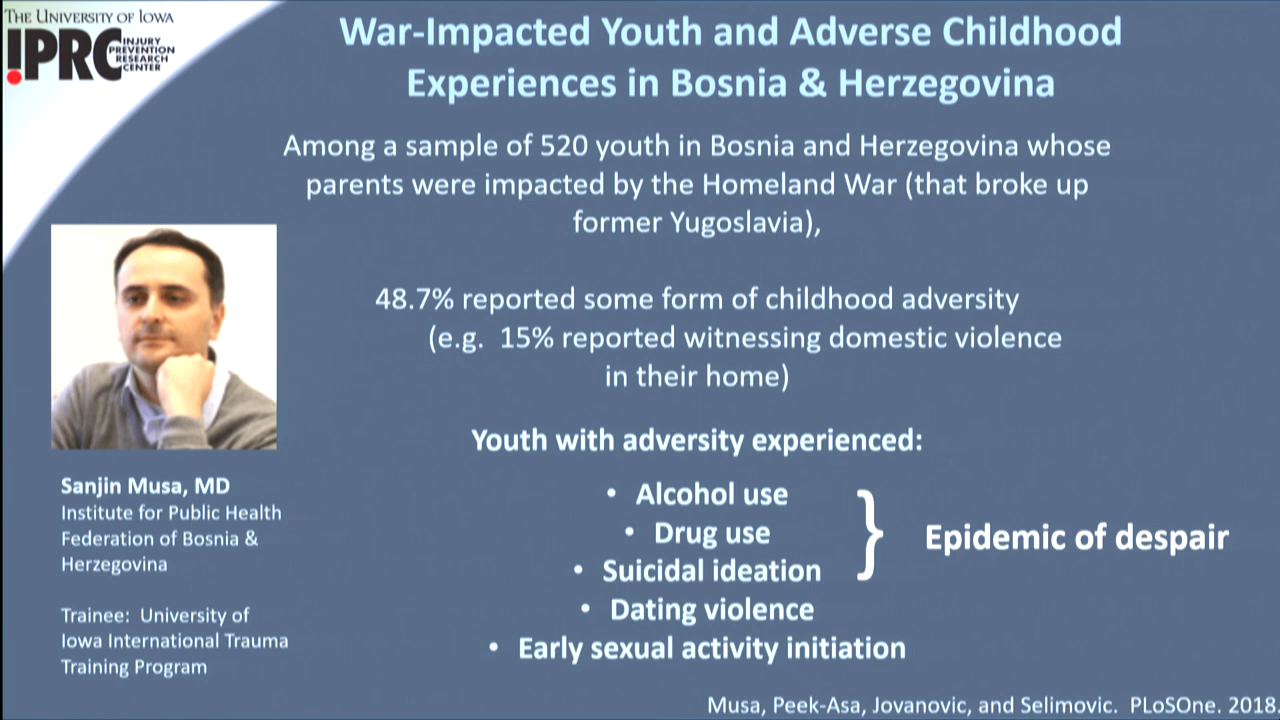 THE UNIVERSITY OF IOWA
IPRC
INJURY
PREVENTION
RESEARCH
CENTER
War-Impacted Youth and Adverse Childhood
Experiences in Bosnia & Herzegovina
Among a sample of 520 youth in Bosnia and Herzegovina whose
parents were impacted by the Homeland War (that broke up
former Yugoslavia),
48.7% reported some form of childhood adversity
(e.g. 15% reported witnessing domestic violence
in their home)
Youth with adversity experienced:
• Alcohol use
• Drug use
• Suicidal ideation
• Dating violence
• Early sexual activity initiation
} Epidemic of despair
Sanjin Musa, MD
Institute for Public Health
Federation of Bosnia &
Herzegovina
Trainee: University of
Iowa International Trauma
Training Program
Musa, Peek-Asa, Jovanovic, and Selimovic. PLoSOne. 2018.